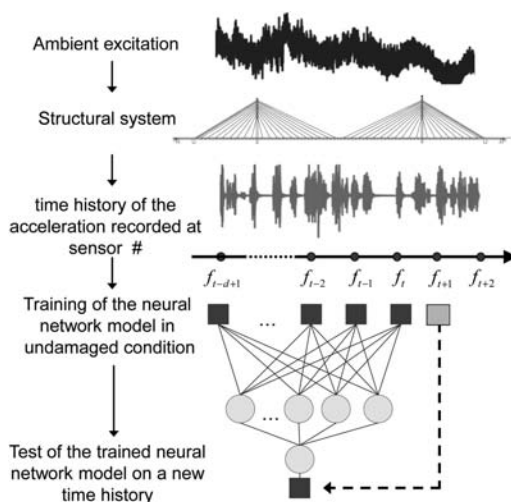 Ambient excitation
Structural system
time history of the
acceleration recorded at
sensor #
f_{t-d+1} f_{t-2} f_{t-1} f_t f_{t+1} f_{t+2}
Training of the neural
network model in
undamaged condition
...
...
Test of the trained neural
network model on a new
time history